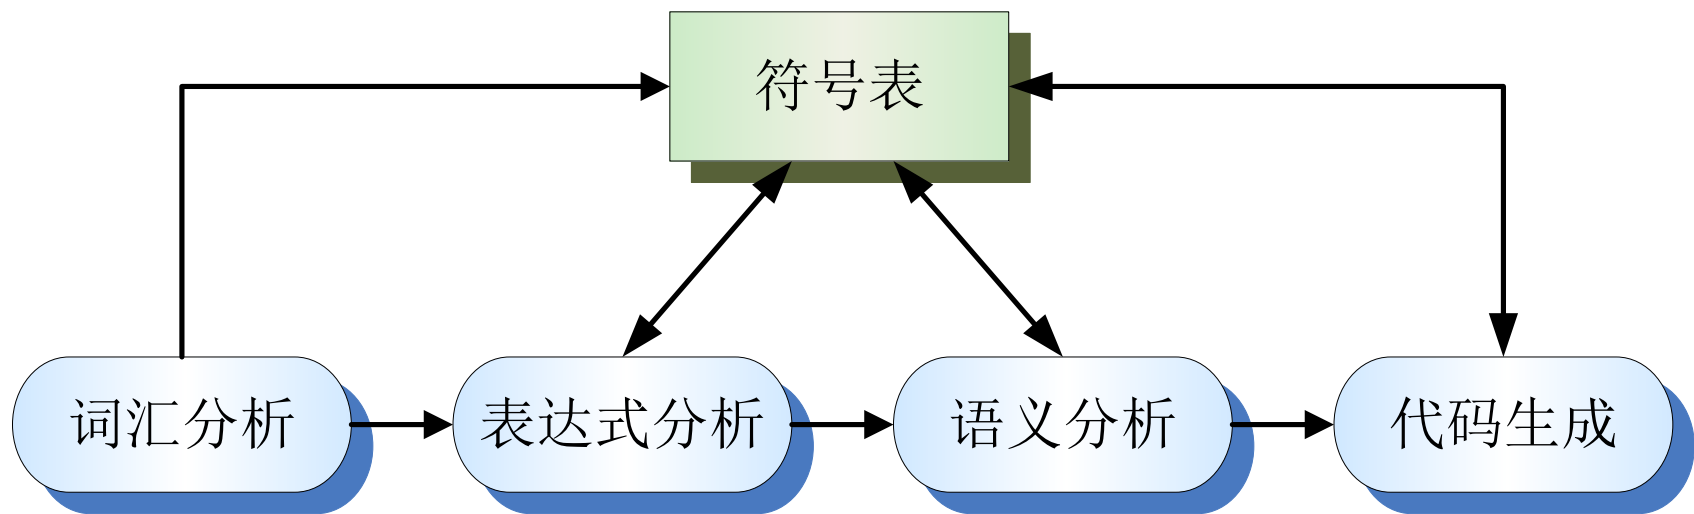 符号表
词汇分析
表达式分析
语义分析
代码生成